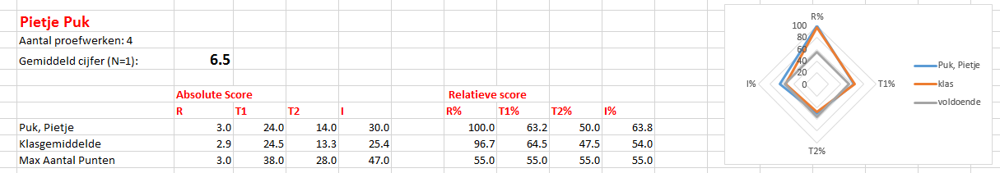 Pietje Puk
Aantal proefwerken: 4
Gemiddeld cijfer (N=1): 6.5
Absolute Score Relatieve score
R T1 T2 I R% T1% T2% I%
Puk, Pietje 3.0 24.0 14.0 30.0 100.0 63.2 50.0 63.8
Klasgemiddelde 2.9 24.5 13.3 25.4 96.7 64.5 47.5 54.0
Max Aantal Punten 3.0 38.0 28.0 47.0 55.0 55.0 55.0 55.0
R%
100
80
60
40
20
0
I%
T1%
T2%
Puk, Pietje
klas
voldoende